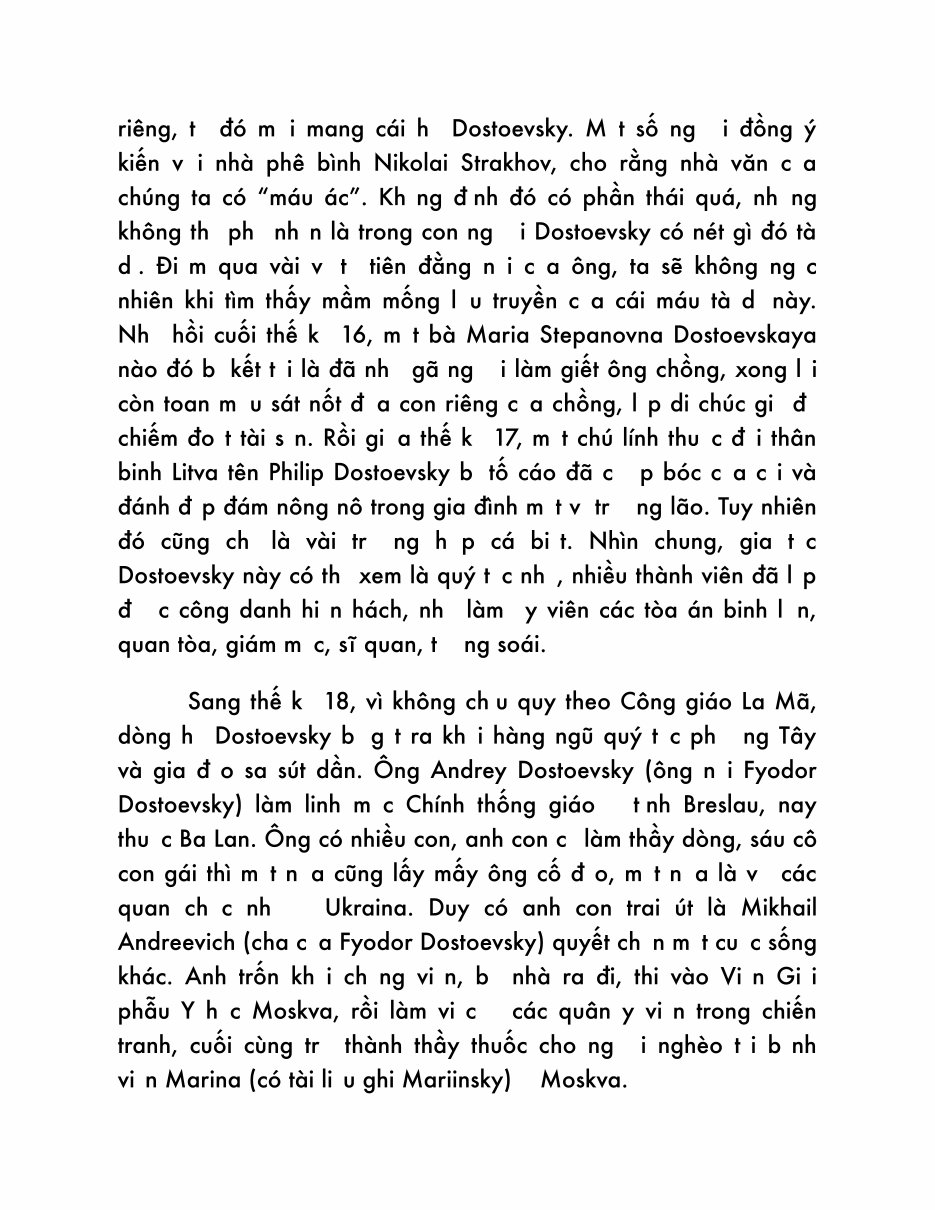 riêng, t đó m i mang cái h Dostoevsky. M t số ng i đồng ý
kiến v i nhà phê bình Nikolai Strakhov, cho rằng nhà văn c a
chúng ta có “máu ác”. Kh ng đ nh đó có phần thái quá, nh ng
không th ph nh n là trong con ng i Dostoevsky có nét gì đó tà
d . Đi m qua vài v t tiên đằng n i c a ông, ta sẽ không ng c
nhiên khi tìm thấy mầm mống l u truyền c a cái máu tà d này.
Nh hồi cuối thế k 16, m t bà Maria Stepanovna Dostoevskaya
nào đó b kết t i là đã nh gã ng i làm giết ông chồng, xong l i
còn toan m u sát nốt đ a con riêng c a chồng, l p di chúc gi đ
chiếm đo t tài s n. Rồi gi a thế k 17, m t chú lính thu c đ i thân
binh Litva tên Philip Dostoevsky b tố cáo đã c p bóc c a c i và
đánh đ p đám nông nô trong gia đình m t v tr ng lão. Tuy nhiên
đó cũng ch là vài tr ng h p cá bi t. Nhìn chung, gia t c
Dostoevsky này có th xem là quý t c nh , nhiều thành viên đã l p
đ c công danh hi n hách, nh làm y viên các tòa án binh l n,
quan tòa, giám m c, sĩ quan, t ng soái.
Sang thế k 18, vì không ch u quy theo Công giáo La Mã,
dòng h Dostoevsky b g t ra kh i hàng ngũ quý t c ph ng Tây
và gia đ o sa sút dần. Ông Andrey Dostoevsky (ông n i Fyodor
Dostoevsky) làm linh m c Chính thống giáo t nh Breslau, nay
thu c Ba Lan. Ông có nhiều con, anh con c làm thầy dòng, sáu cô
con gái thì m t n a cũng lấy mấy ông cố đ o, m t n a là v các
quan ch c nh Ukraina. Duy có anh con trai út là Mikhail
Andreevich (cha c a Fyodor Dostoevsky) quyết ch n m t cu c sống
khác. Anh trốn kh i ch ng vi n, b nhà ra đi, thi vào Vi n Gi i
phẫu Y h c Moskva, rồi làm vi c các quân y vi n trong chiến
tranh, cuối cùng tr thành thầy thuốc cho ng i nghèo t i b nh
vi n Marina (có tài li u ghi Mariinsky) Moskva.